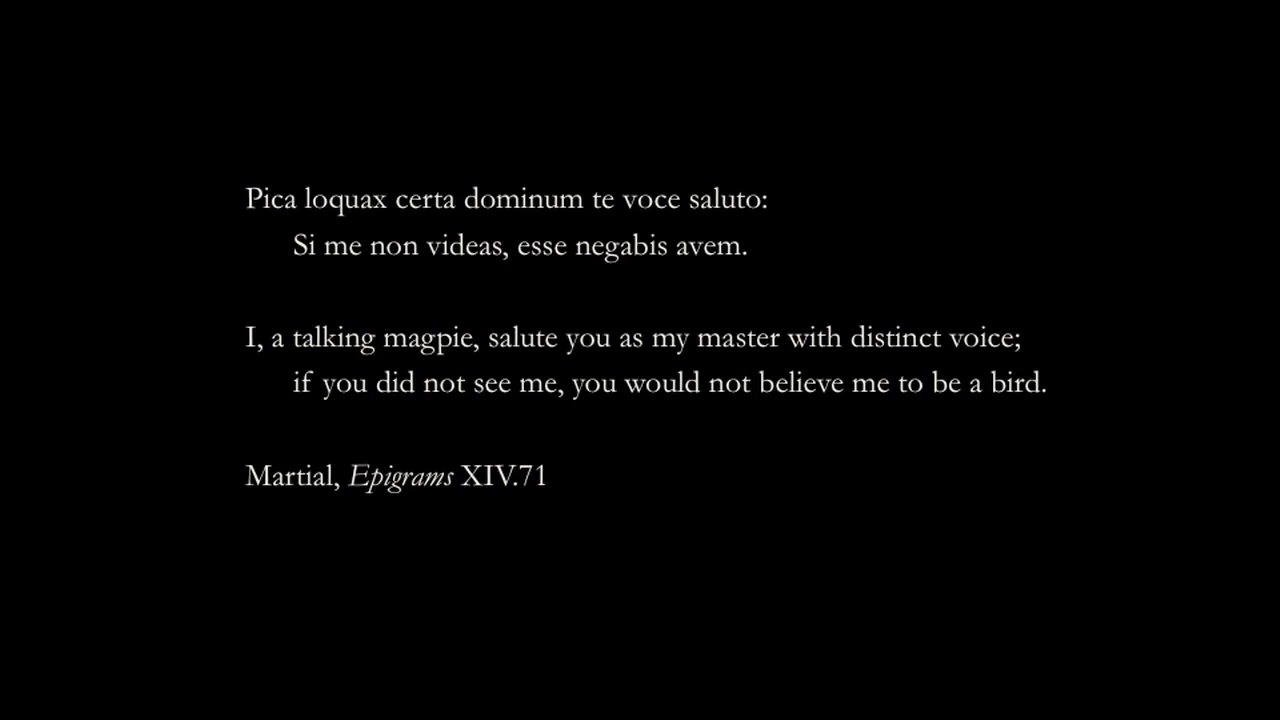 Pica loquax certa dominum te voce saluto:
Si me non videas, esse negabis avem.
I, a talking magpie, salute you as my master with distinct voice;
if you did not see me, you would not believe me to be a bird.
Martial, Epigrams XIV.71